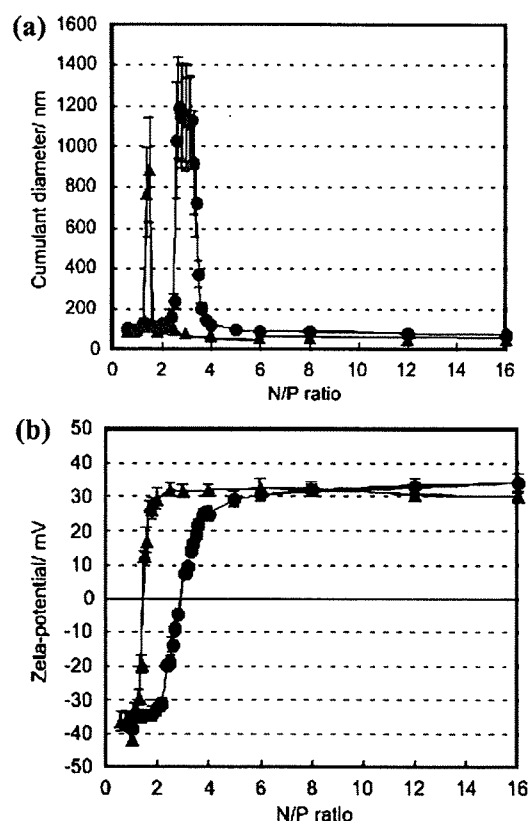 (a)
1600
1400
1200
1000
800
600
400
200
0
Cumulant diameter/ nm
0 2 4 6 8 10 12 14 16
N/P ratio
(b)
50
40
30
20
10
0
-10
-20
-30
-40
-50
Zeta-potential/ mV
0 2 4 6 8 10 12 14 16
N/P ratio